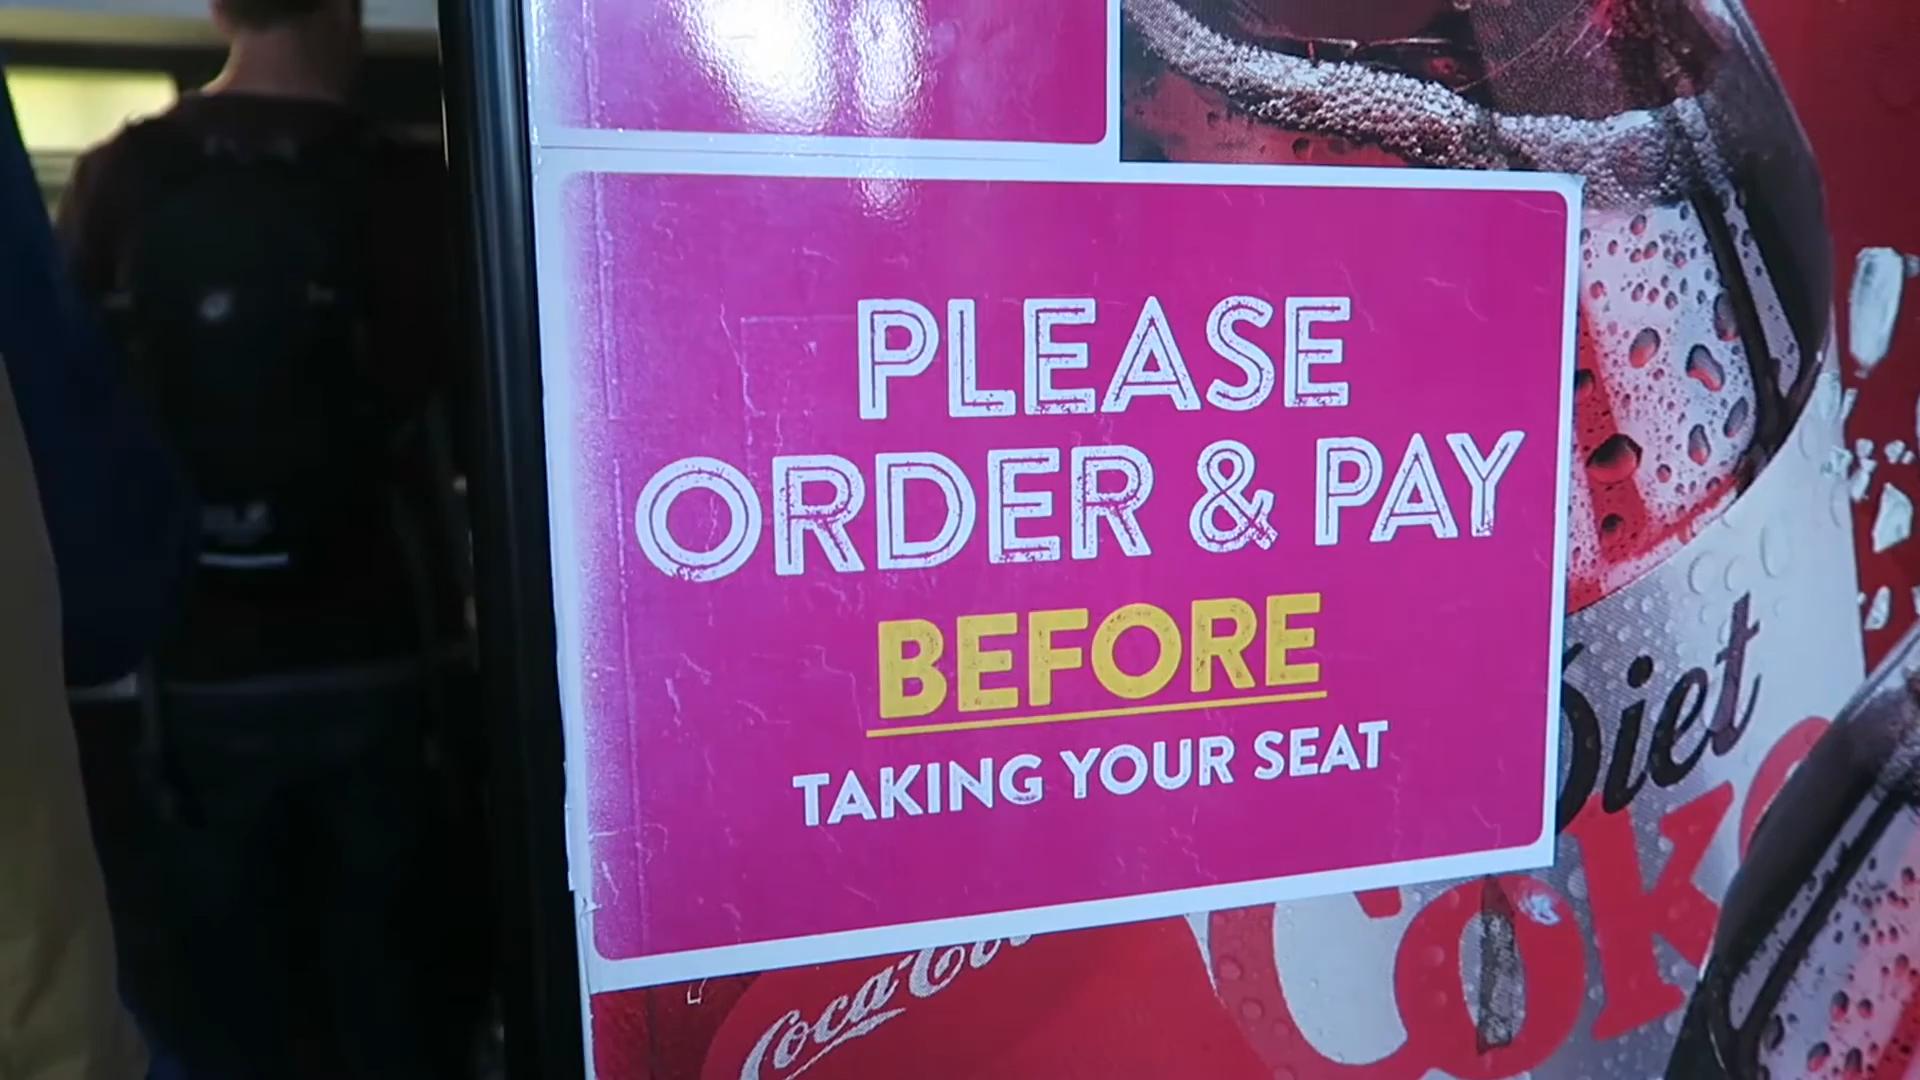 PLEASE
ORDER & PAY
BEFORE
TAKING YOUR SEAT
Diet
Coke
Coca-Cola